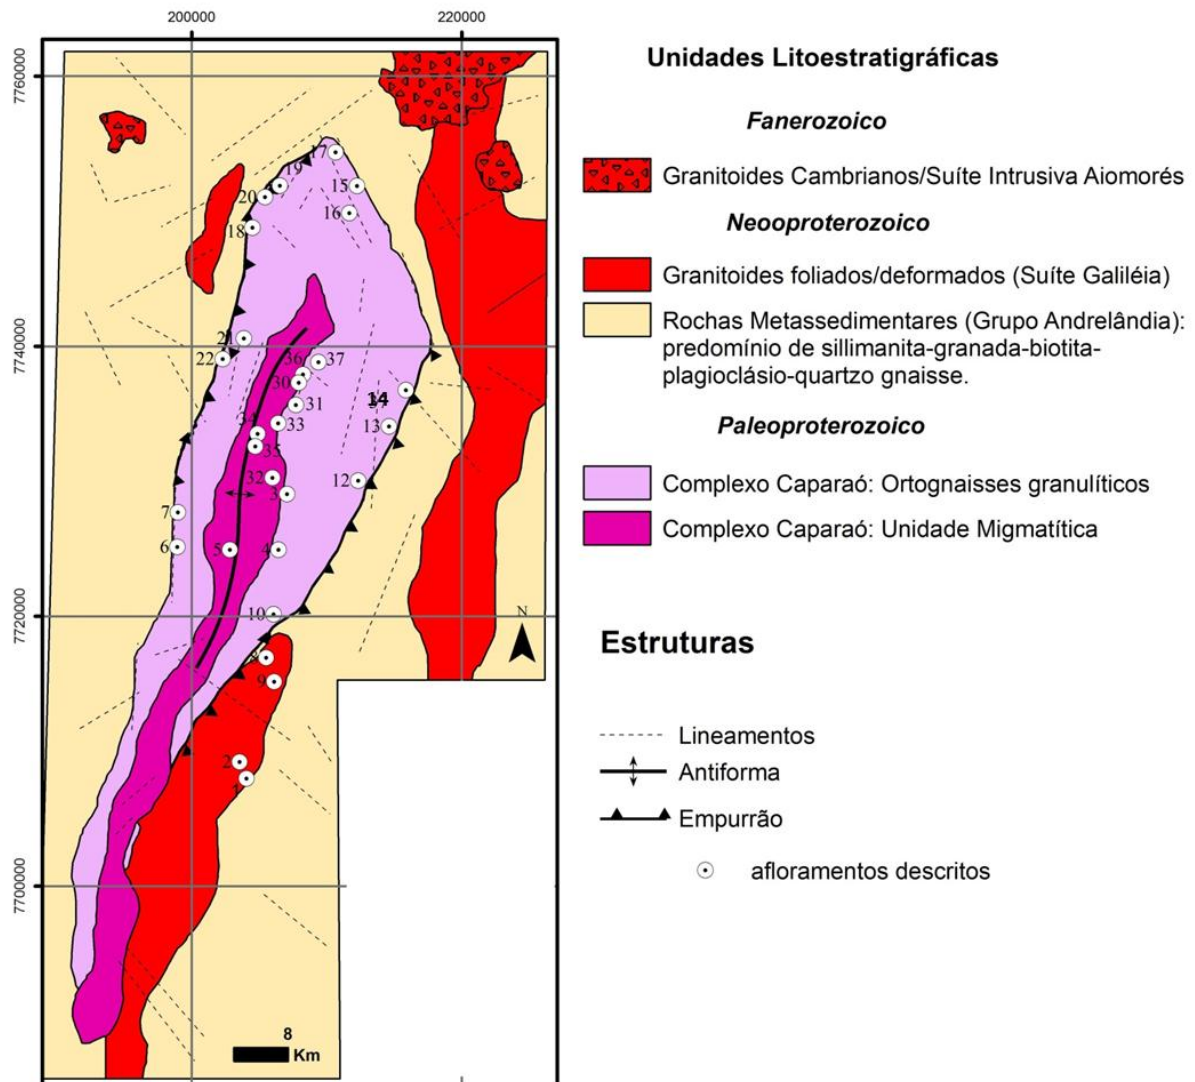 200000
220000
7760000
7740000
7720000
7700000
17
19
15
20
16
18
21
22
36
37
30
31
14
33
13
34
35
32
12
3
7
6
5
4
10
N
9
2
1
8
Km
Unidades Litoestratigráficas
Fanerozoico
Granitoides Cambrianos/Suíte Intrusiva Aiomorés
Neooproterozoico
Granitoides foliados/deformados (Suíte Galiléia)
Rochas Metassedimentares (Grupo Andrelândia):
predomínio de sillimanita-granada-biotita-
plagioclásio-quartzo gnaisse.
Paleoproterozoico
Complexo Caparaó: Ortognaisses granulíticos
Complexo Caparaó: Unidade Migmatítica
Estruturas
Lineamentos
Antiforma
Empurrão
afloramentos descritos